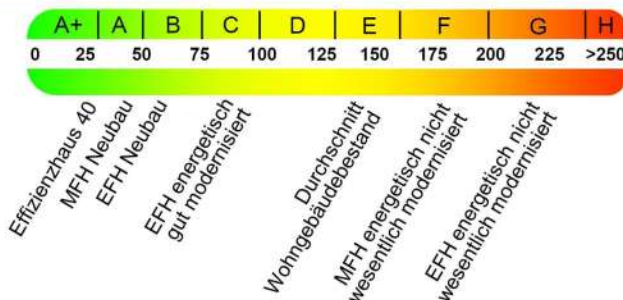 A+ A B C D E F G H
0 25 50 75 100 125 150 175 200 225 >250
Effizienzhaus 40
MFH Neubau
EFH Neubau
EFH energetisch
gut modernisiert
Durchschnitt
Wohngebäudebestand
MFH energetisch nicht
wesentlich modernisiert
EFH energetisch nicht
wesentlich modernisiert